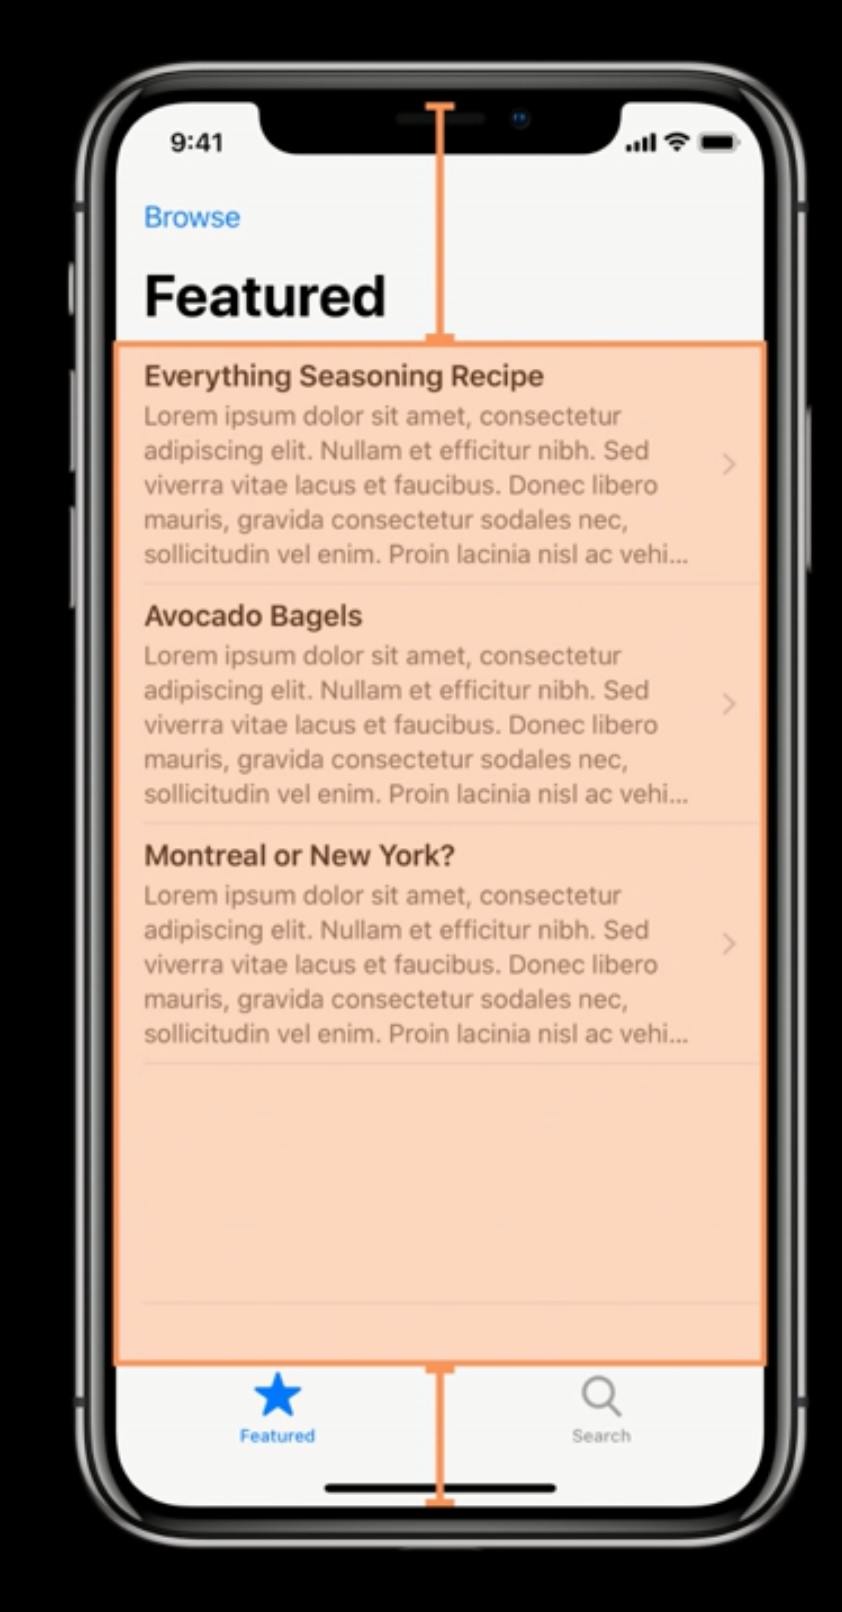 9:41
Browse
Featured
Everything Seasoning Recipe
Lorem ipsum dolor sit amet, consectetur
adipiscing elit. Nullam et efficitur nibh. Sed
viverra vitae lacus et faucibus. Donec libero
mauris, gravida consectetur sodales nec,
sollicitudin vel enim. Proin lacinia nisl ac vehi...
Avocado Bagels
Lorem ipsum dolor sit amet, consectetur
adipiscing elit. Nullam et efficitur nibh. Sed
viverra vitae lacus et faucibus. Donec libero
mauris, gravida consectetur sodales nec,
sollicitudin vel enim. Proin lacinia nisl ac vehi...
Montreal or New York?
Lorem ipsum dolor sit amet, consectetur
adipiscing elit. Nullam et efficitur nibh. Sed
viverra vitae lacus et faucibus. Donec libero
mauris, gravida consectetur sodales nec,
sollicitudin vel enim. Proin lacinia nisl ac vehi...
Featured
Search